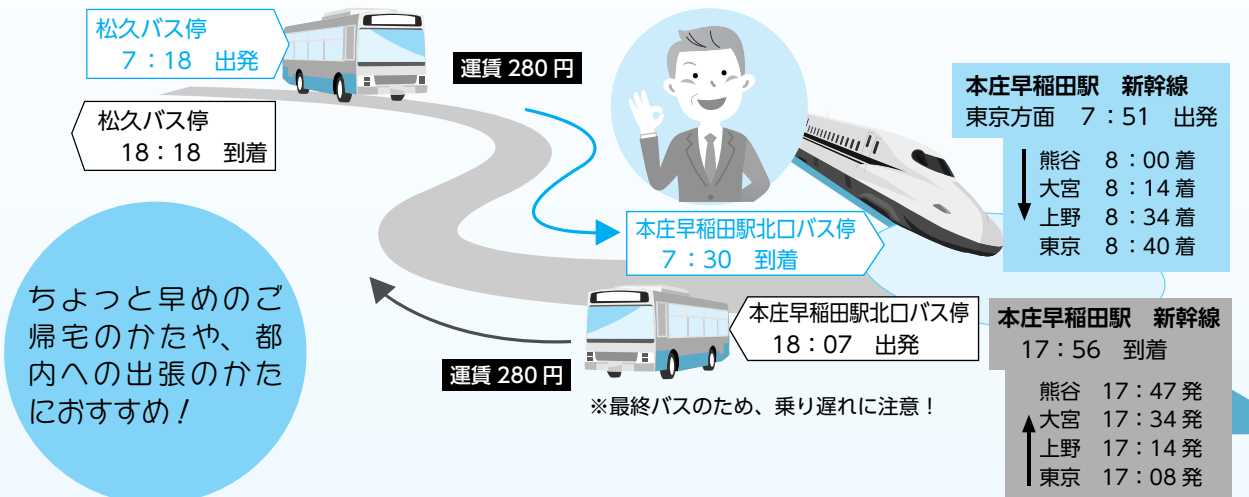 松久バス停
7：18　出発
松久バス停
18：18　到着
運賃 280 円
本庄早稲田駅北口バス停
7：30　到着
本庄早稲田駅　新幹線
東京方面　7：51　出発
熊谷　8：00 着
大宮　8：14 着
上野　8：34 着
東京　8：40 着
ちょっと早めのご
帰宅のかたや、都
内への出張のかた
におすすめ！
運賃 280 円
本庄早稲田駅北口バス停
18：07　出発
※最終バスのため、乗り遅れに注意！
本庄早稲田駅　新幹線
17：56　到着
熊谷　17：47 発
大宮　17：34 発
上野　17：14 発
東京　17：08 発